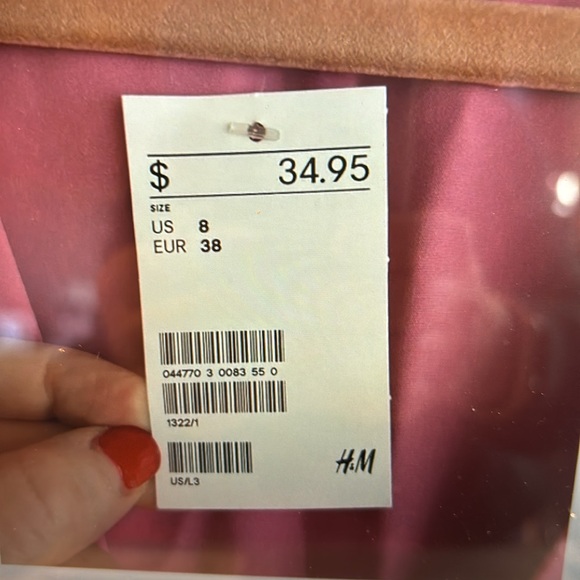 $ 34.95
SIZE
US 8
EUR 38
044770 3 0083 55 0
1322/1
US/L3
H&M